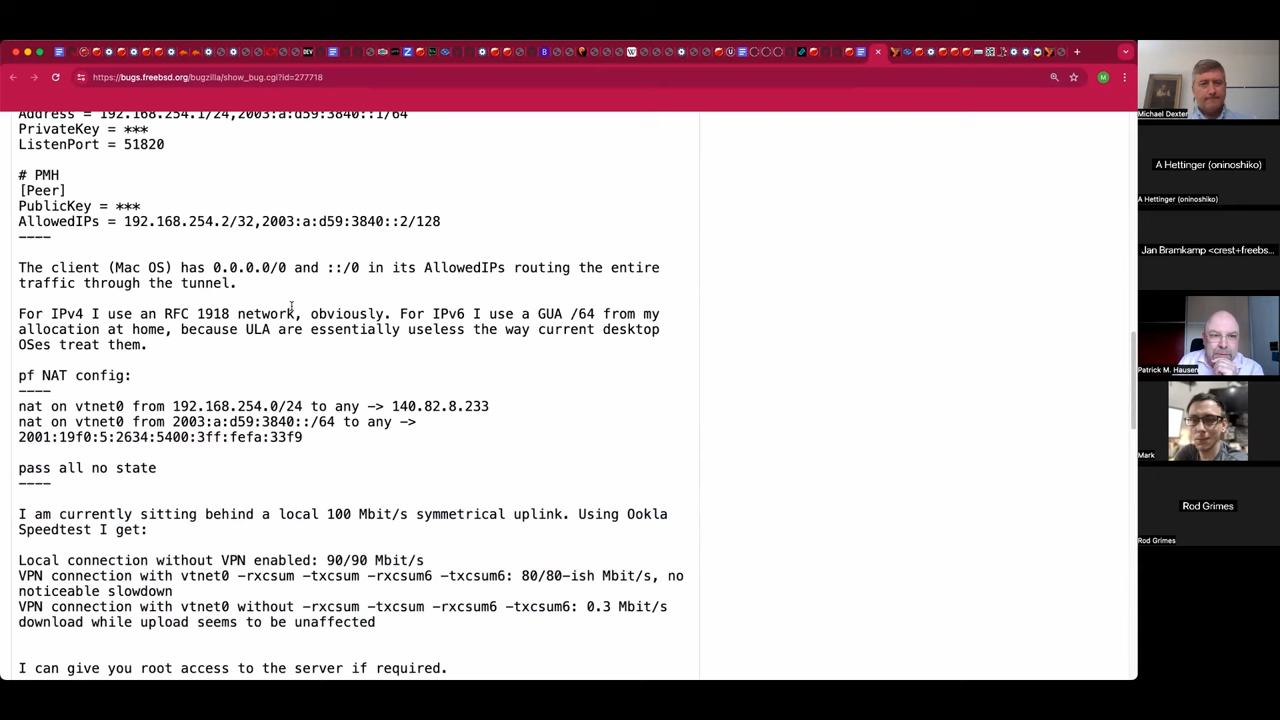 DEV
https://bugs.freebsd.org/bugzilla/show_bug.cgi?id=277718
M
Address = 192.168.254.1/24,2003:a:d59:3840::1/64
PrivateKey = ***
ListenPort = 51820
# PMH
[Peer]
PublicKey = ***
AllowedIPs = 192.168.254.2/32,2003:a:d59:3840::2/128
----
The client (Mac OS) has 0.0.0.0/0 and ::/0 in its AllowedIPs routing the entire
traffic through the tunnel.
For IPv4 I use an RFC 1918 network, obviously. For IPv6 I use a GUA /64 from my
allocation at home, because ULA are essentially useless the way current desktop
OSes treat them.
pf NAT config:
----
nat on vtnet0 from 192.168.254.0/24 to any -> 140.82.8.233
nat on vtnet0 from 2003:a:d59:3840::/64 to any ->
2001:19f0:5:2634:5400:3ff:fefa:33f9
pass all no state
----
I am currently sitting behind a local 100 Mbit/s symmetrical uplink. Using Ookla
Speedtest I get:
Local connection without VPN enabled: 90/90 Mbit/s
VPN connection with vtnet0 -rxcsum -txcsum -rxcsum6 -txcsum6: 80/80-ish Mbit/s, no
noticeable slowdown
VPN connection with vtnet0 without -rxcsum -txcsum -rxcsum6 -txcsum6: 0.3 Mbit/s
download while upload seems to be unaffected
I can give you root access to the server if required.
Michael Dexter
A Hettinger (oninoshiko)
A Hettinger (oninoshiko)
Jan Bramkamp <crest+freebs...
Patrick M. Hausen
Mark
Rod Grimes
Rod Grimes